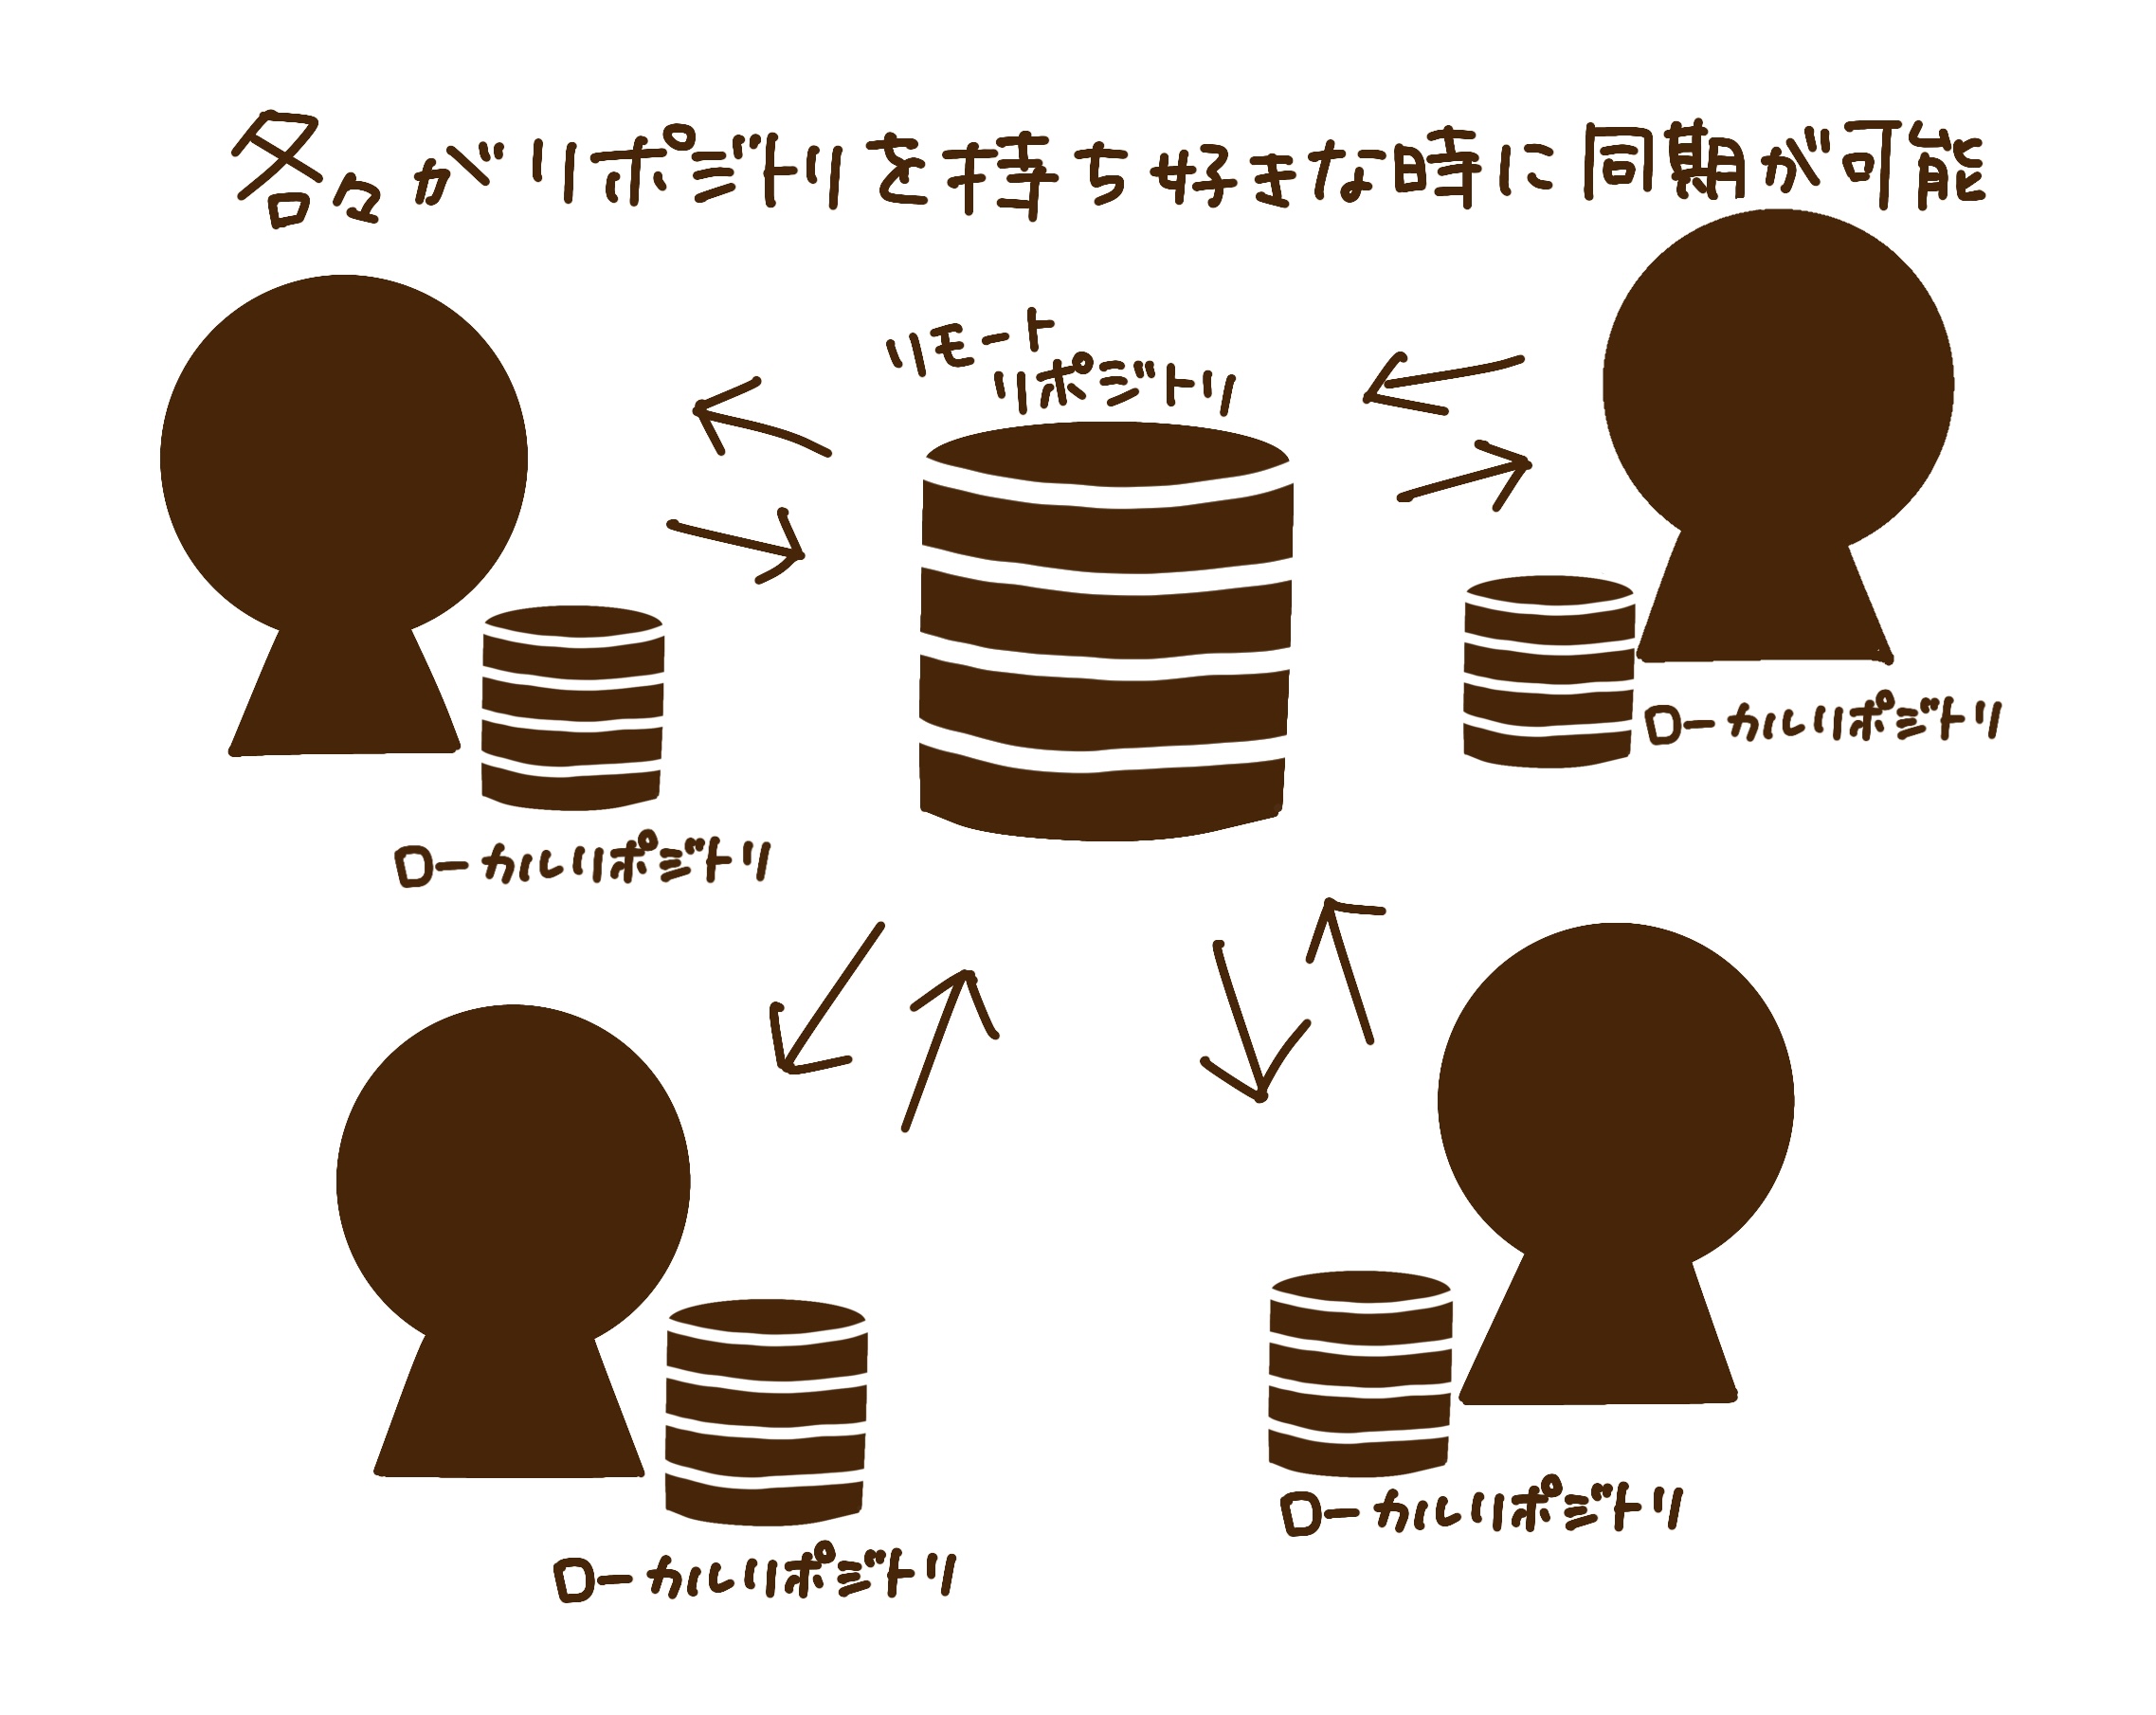 各々がリポジトリを持ち好きな時に同期が可能
リモート
リポジトリ
ローカルリポジトリ
ローカルリポジトリ
ローカルリポジトリ
ローカルリポジトリ